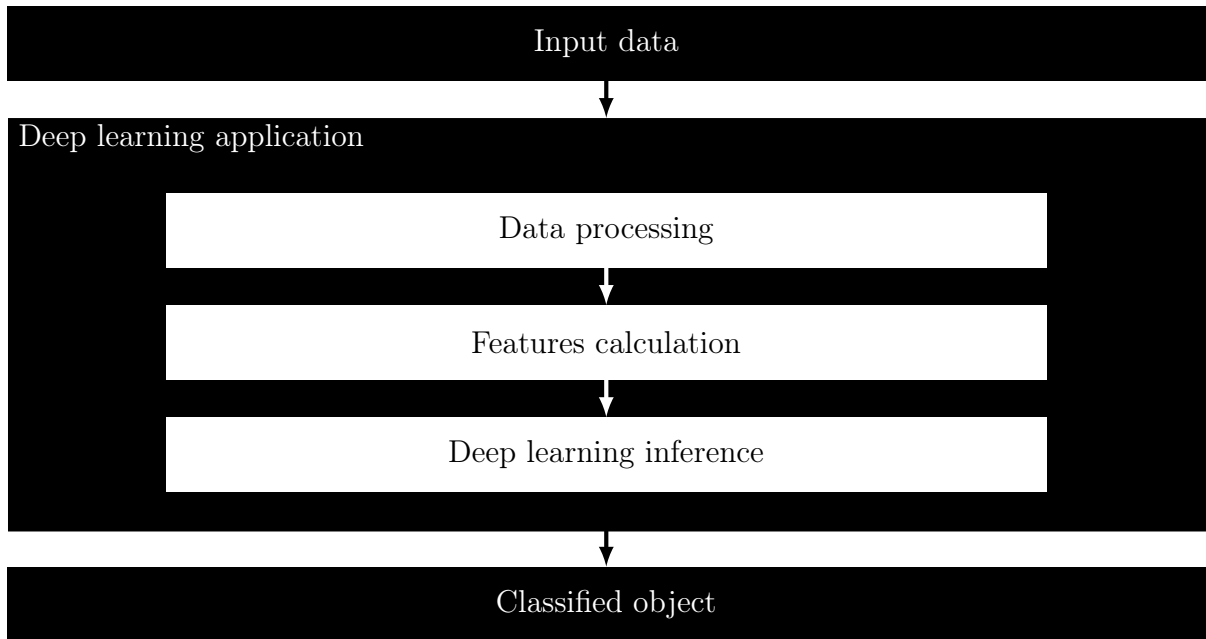 Input data
Deep learning application
Data processing
Features calculation
Deep learning inference
Classified object